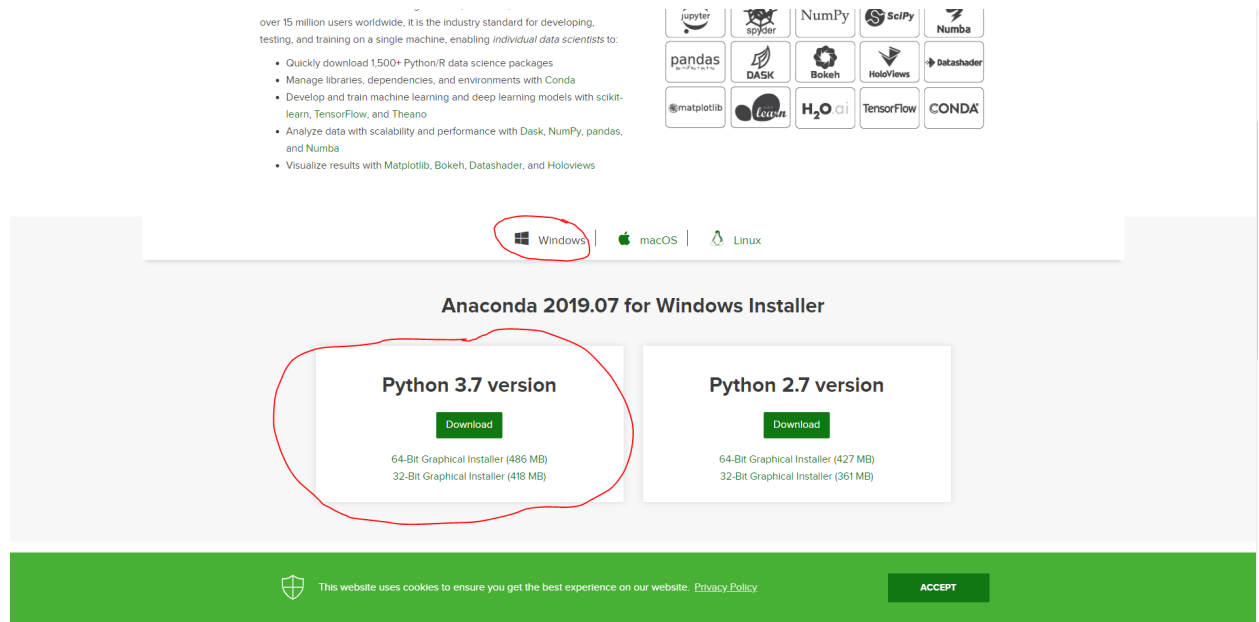 over 15 million users worldwide, it is the industry standard for developing,
testing, and training on a single machine, enabling individual data scientists to:
• Quickly download 1,500+ Python/R data science packages
• Manage libraries, dependencies, and environments with Conda
• Develop and train machine learning and deep learning models with scikit-
learn, TensorFlow, and Theano
• Analyze data with scalability and performance with Dask, NumPy, pandas,
and Numba
• Visualize results with Matplotlib, Bokeh, Datashader, and Holoviews
jupyter spyder NumPy SciPy Numba
pandas DASK Bokeh HoloViews Datashader
matplotlib learn H2O.ai TensorFlow CONDA
Windows macOS Linux
Anaconda 2019.07 for Windows Installer
Python 3.7 version
Download
64-Bit Graphical Installer (486 MB)
32-Bit Graphical Installer (418 MB)
Python 2.7 version
Download
64-Bit Graphical Installer (427 MB)
32-Bit Graphical Installer (361 MB)
This website uses cookies to ensure you get the best experience on our website. Privacy Policy
ACCEPT